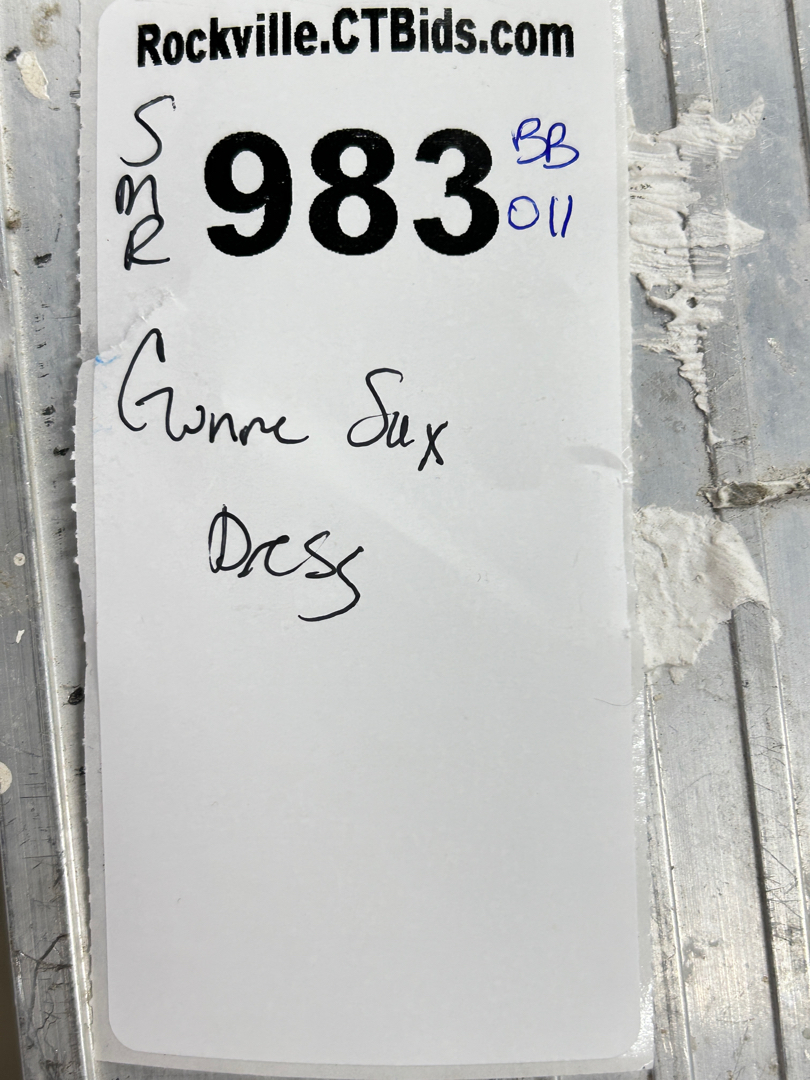 Rockville.CTBids.com
S
M
R
983
BB
011
Gunne Sax
Dress